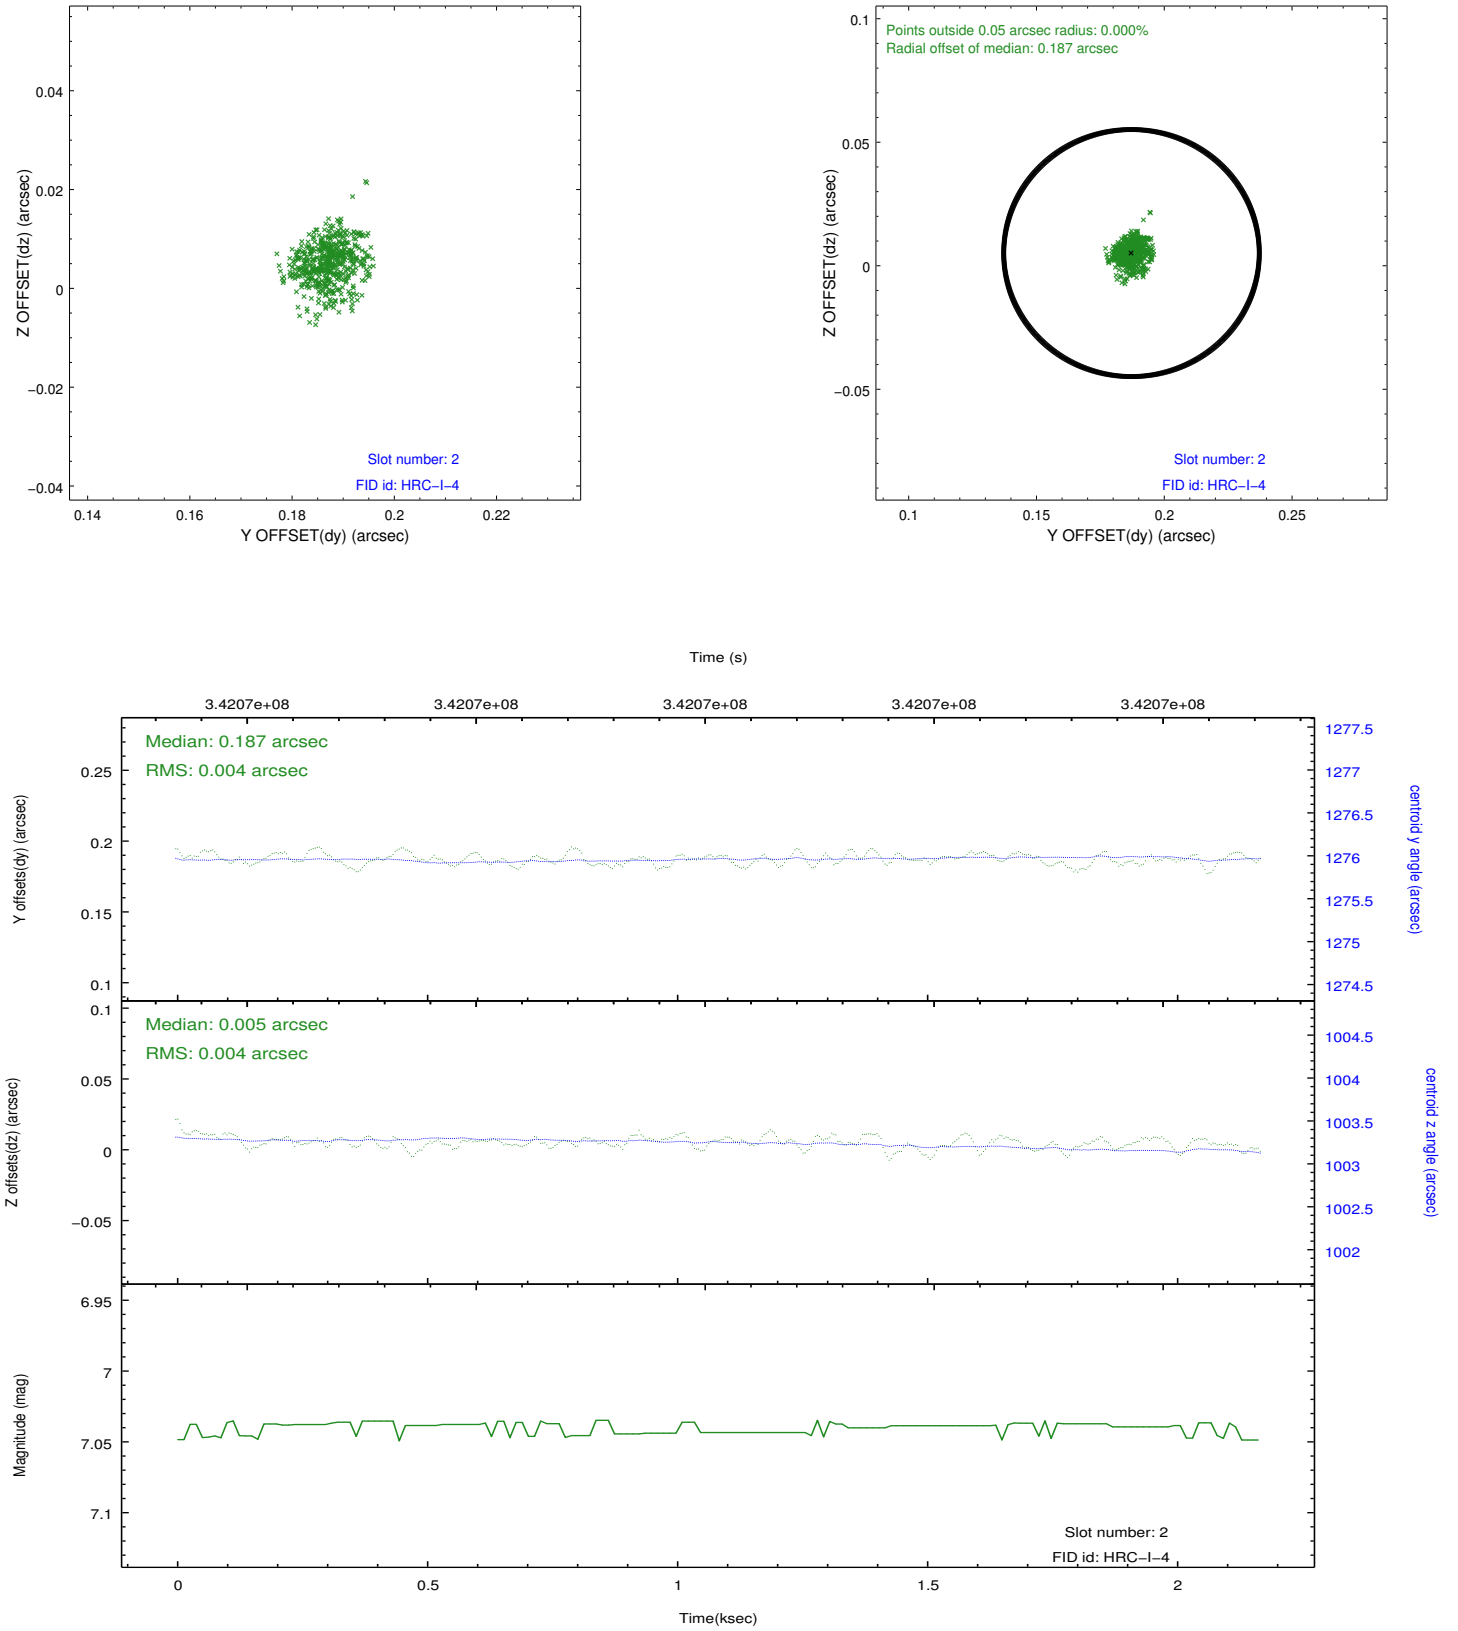 0.04
0.02
0
−0.02
−0.04
Z OFFSET(dz) (arcsec)
Slot number: 2
FID id: HRC−I−4
0.14
0.16
0.18
0.2
0.22
Y OFFSET(dy) (arcsec)
Points outside 0.05 arcsec radius: 0.000%
Radial offset of median: 0.187 arcsec
0.1
0.05
0
−0.05
Z OFFSET(dz) (arcsec)
Slot number: 2
FID id: HRC−I−4
0.1
0.15
0.2
0.25
Y OFFSET(dy) (arcsec)
Time (s)
3.4207e+08
3.4207e+08
3.4207e+08
3.4207e+08
3.4207e+08
Median: 0.187 arcsec
RMS: 0.004 arcsec
0.25
0.2
0.15
0.1
Y offsets(dy) (arcsec)
1277.5
1277
1276.5
1276
1275.5
1275
1274.5
centroid y angle (arcsec)
Median: 0.005 arcsec
RMS: 0.004 arcsec
0.1
0.05
0
−0.05
Z offsets(dz) (arcsec)
1004.5
1004
1003.5
1003
1002.5
1002
centroid z angle (arcsec)
6.95
7
7.05
7.1
Magnitude (mag)
Slot number: 2
FID id: HRC−I−4
0
0.5
1
1.5
2
Time(ksec)